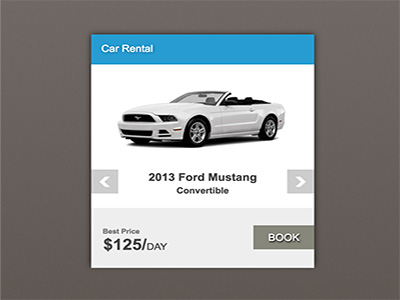 Car Rental
2013 Ford Mustang
Convertible
Best Price
$125/DAY
BOOK